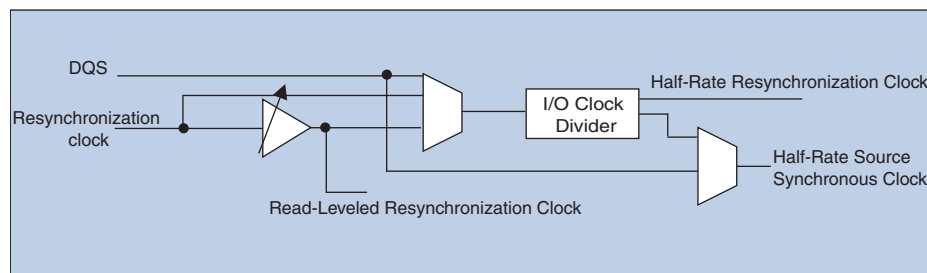 DQS
Half-Rate Resynchronization Clock
Resynchronization
clock
I/O Clock
Divider
Half-Rate Source
Synchronous Clock
Read-Leveled Resynchronization Clock